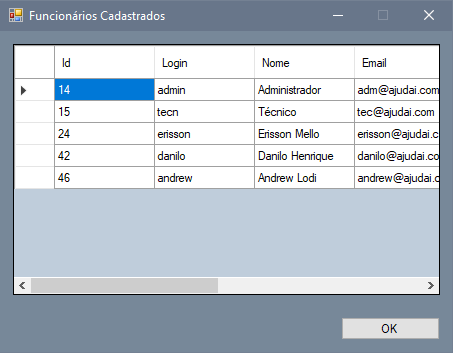 Funcionários Cadastrados
Id Login Nome Email
14 admin Administrador adm@ajudai.com
15 tecn Técnico tec@ajudai.com
24 erisson Erisson Mello erisson@ajudai.c
42 danilo Danilo Henrique danilo@ajudai.co
46 andrew Andrew Lodi andrew@ajudai.c
OK